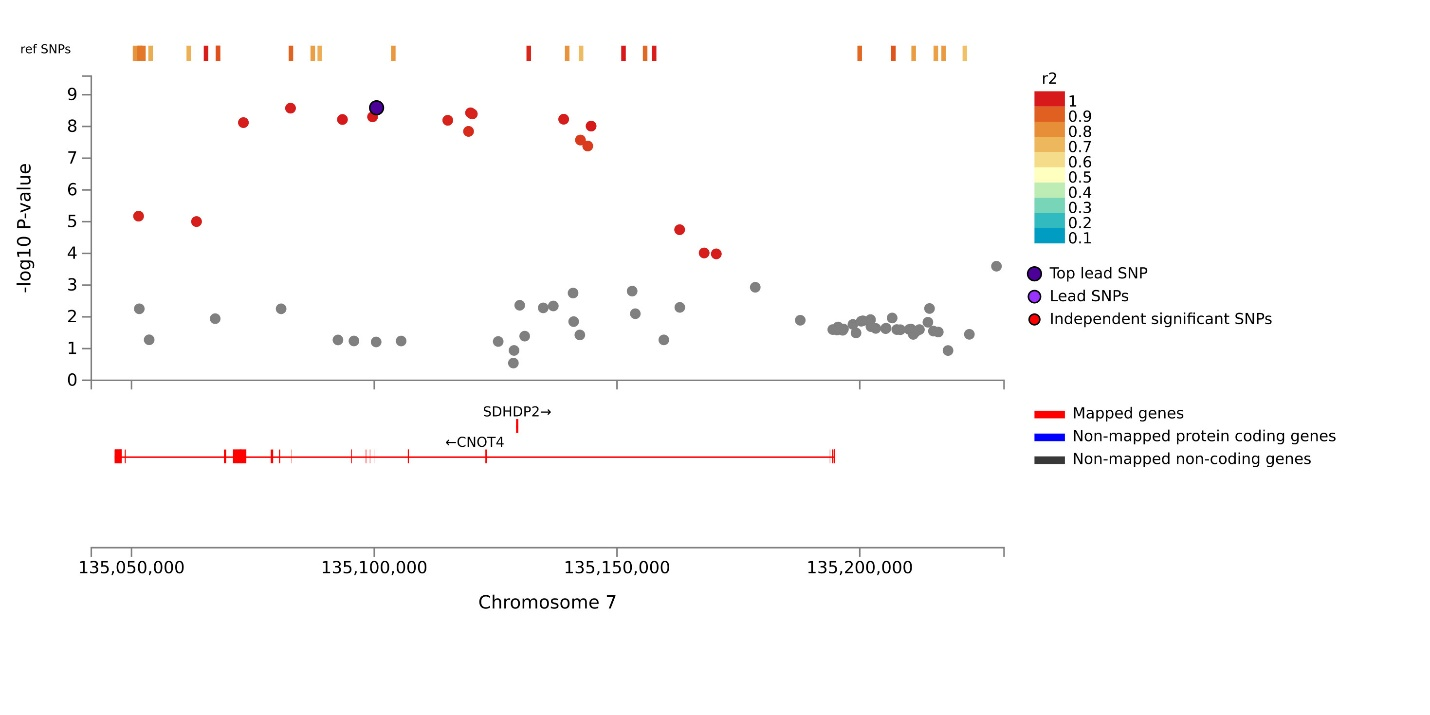 ref SNPs
9
8
7
6
5
4
3
2
1
0
-log10 P-value
r2
1
0.9
0.8
0.7
0.6
0.5
0.4
0.3
0.2
0.1
Top lead SNP
Lead SNPs
Independent significant SNPs
SDHDP2→
←CNOT4
Mapped genes
Non-mapped protein coding genes
Non-mapped non-coding genes
135,050,000 135,100,000 135,150,000 135,200,000
Chromosome 7